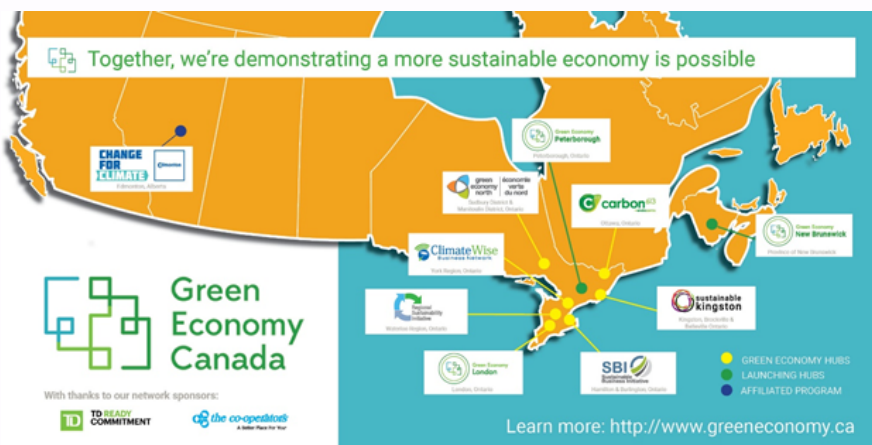 Together, we're demonstrating a more sustainable economy is possible
CHANGE
FOR
CLIMATE
Edmonton
Edmonton, Alberta
Green Economy
Peterborough
Peterborough, Ontario
green
economy
north
économie
verte
du nord
Sudbury District &
Manitoulin District, Ontario
carbon 613
Ottawa, Ontario
Green Economy
New Brunswick
Province of New Brunswick
ClimateWise
Business Network
York Region, Ontario
Regional
Sustainability
Initiative
Waterloo Region, Ontario
sustainable
kingston
Kingston, Brockville &
Belleville Ontario
Green Economy
London
London, Ontario
SBI
Sustainable
Business Initiative
Hamilton & Burlington, Ontario
Green
Economy
Canada
GREEN ECONOMY HUBS
LAUNCHING HUBS
AFFILIATED PROGRAM
With thanks to our network sponsors:
TD
TD READY
COMMITMENT
the co-operators
A Better Place For You
Learn more: http://www.greeneconomy.ca